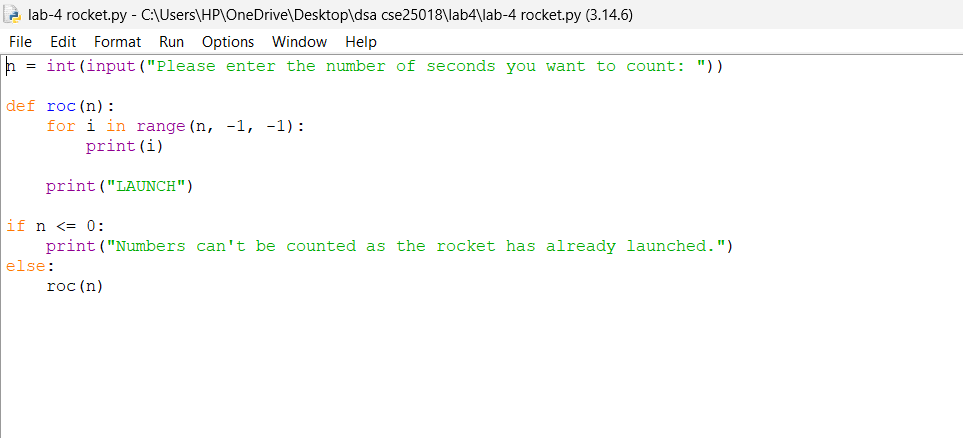 lab-4 rocket.py - C:\Users\HP\OneDrive\Desktop\dsa cse25018\lab4\lab-4 rocket.py (3.14.6)
File Edit Format Run Options Window Help
n = int(input("Please enter the number of seconds you want to count: "))

def roc(n):
    for i in range(n, -1, -1):
        print(i)

    print("LAUNCH")

if n <= 0:
    print("Numbers can't be counted as the rocket has already launched.")
else:
    roc(n)